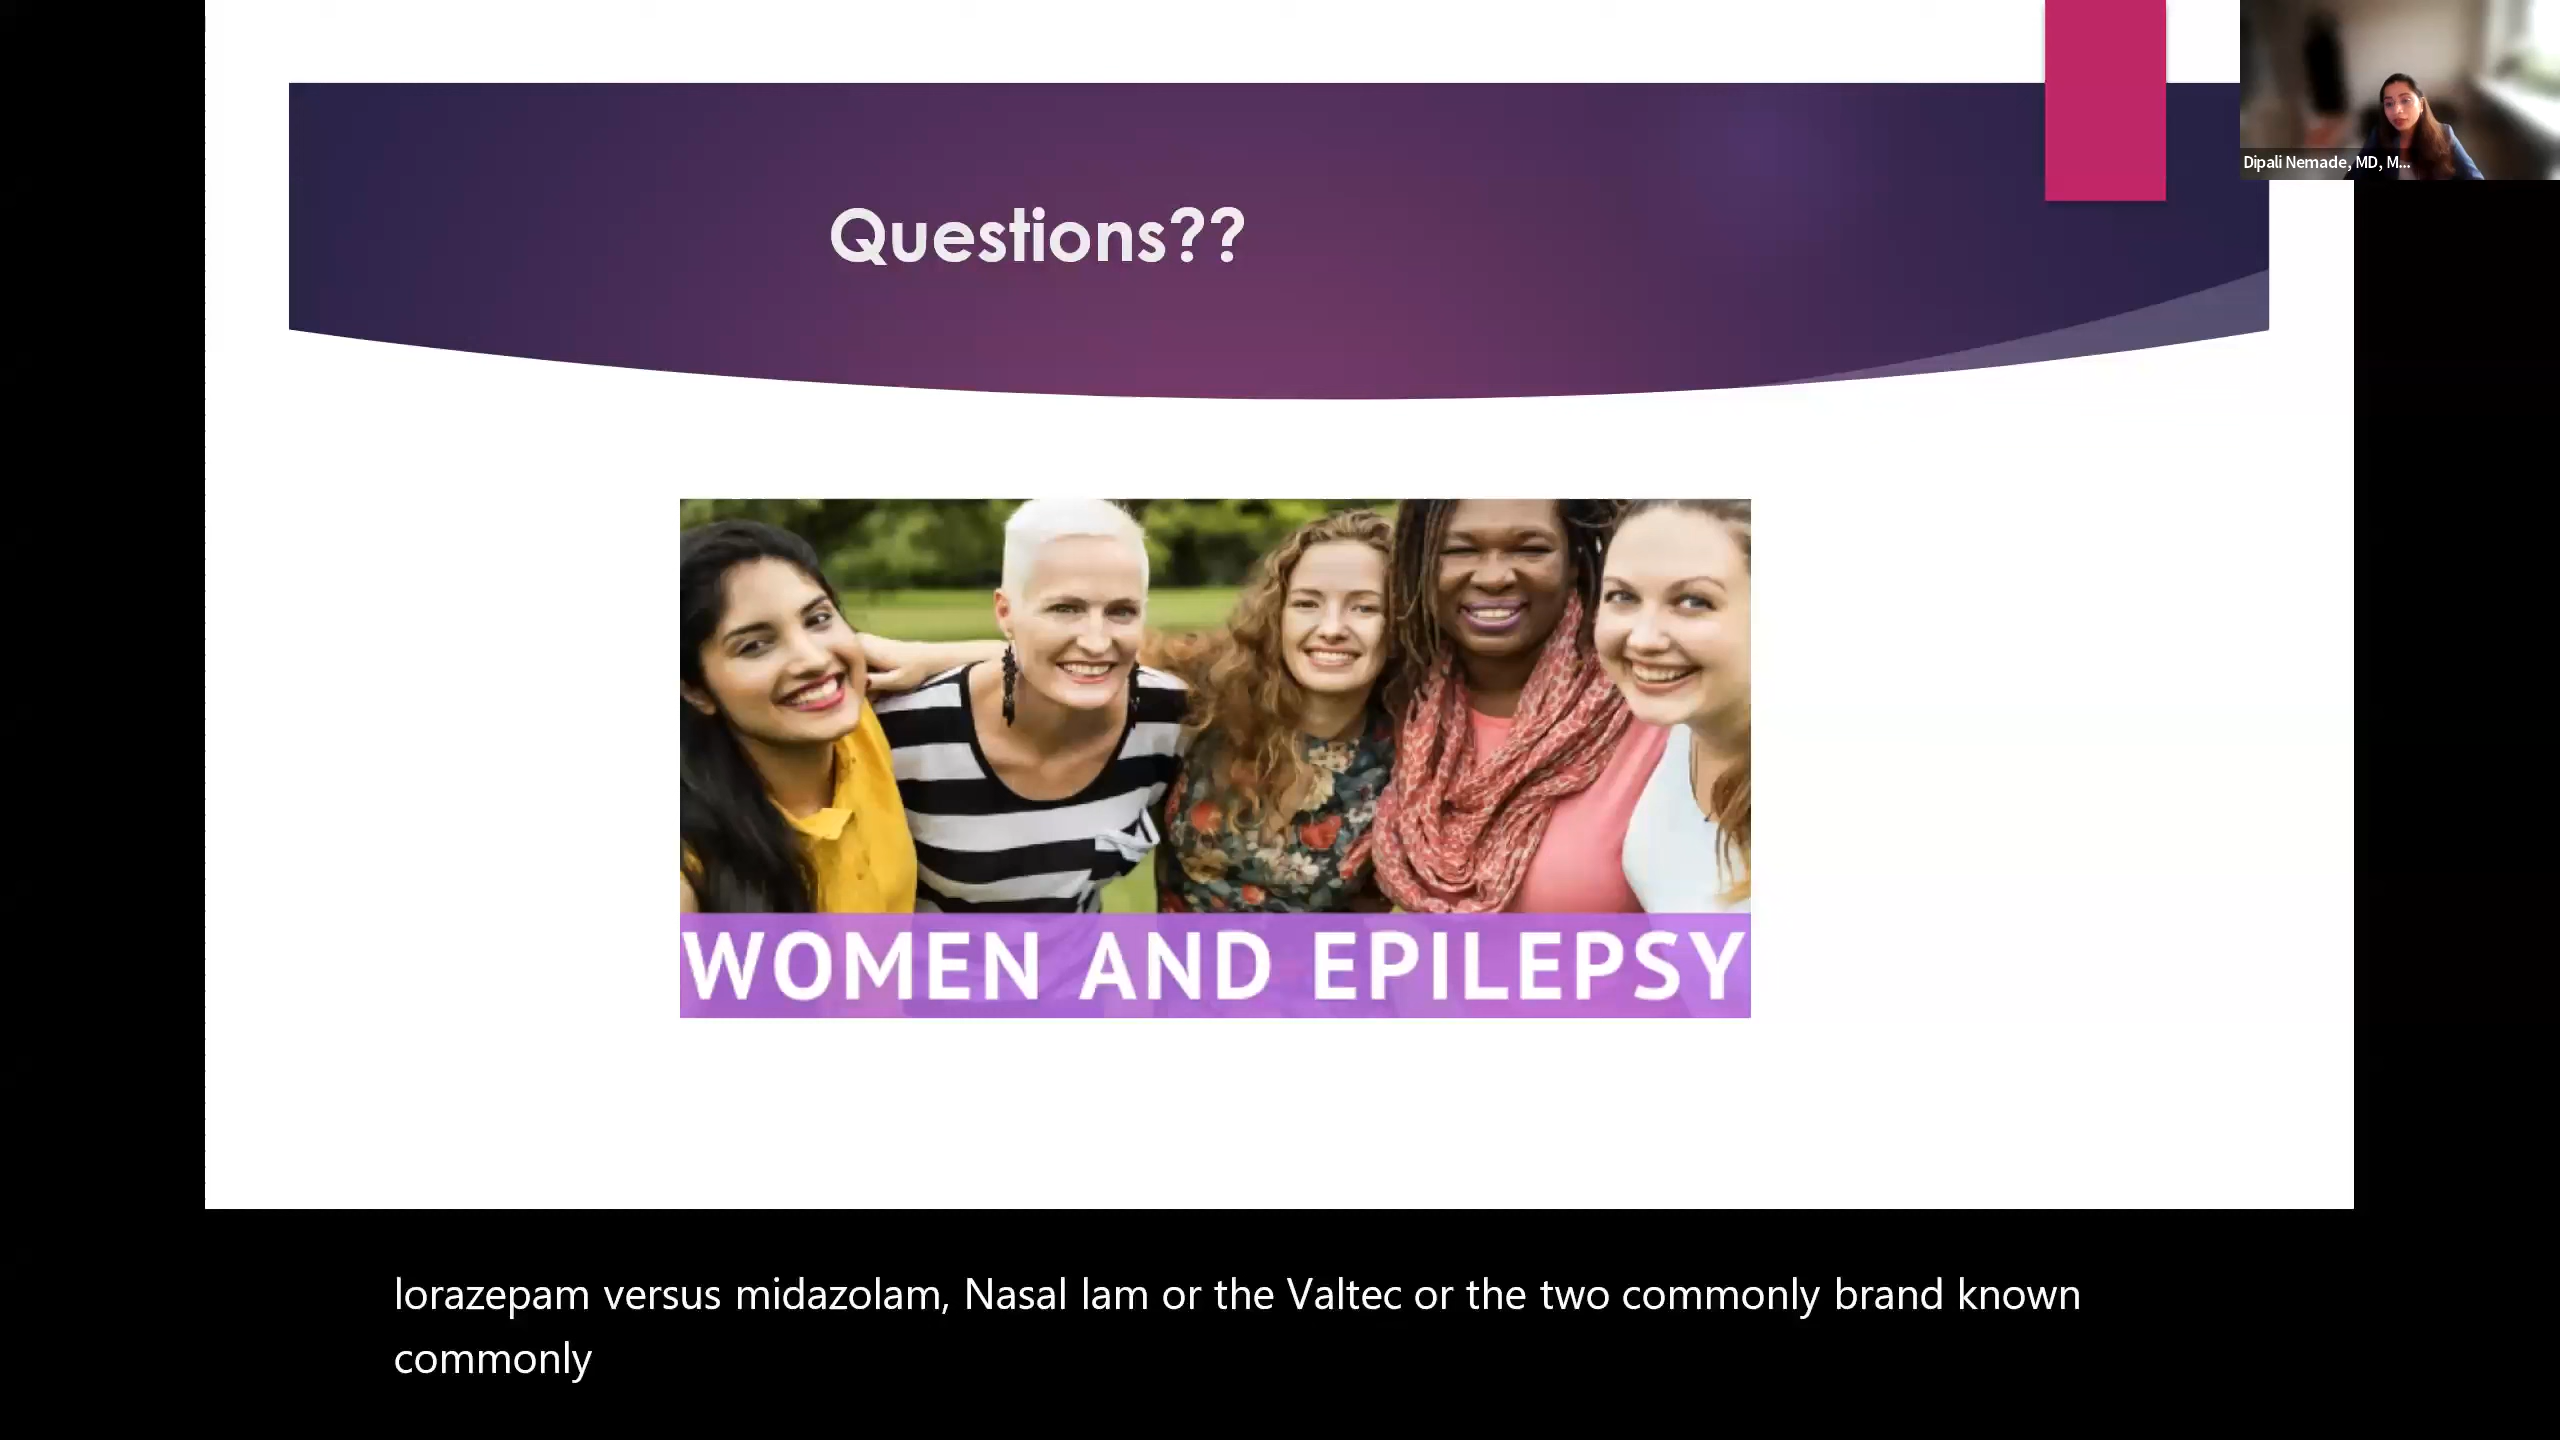 Questions??
Dipali Nemade, MD, M...
WOMEN AND EPILEPSY
lorazepam versus midazolam, Nasal lam or the Valtec or the two commonly brand known
commonly